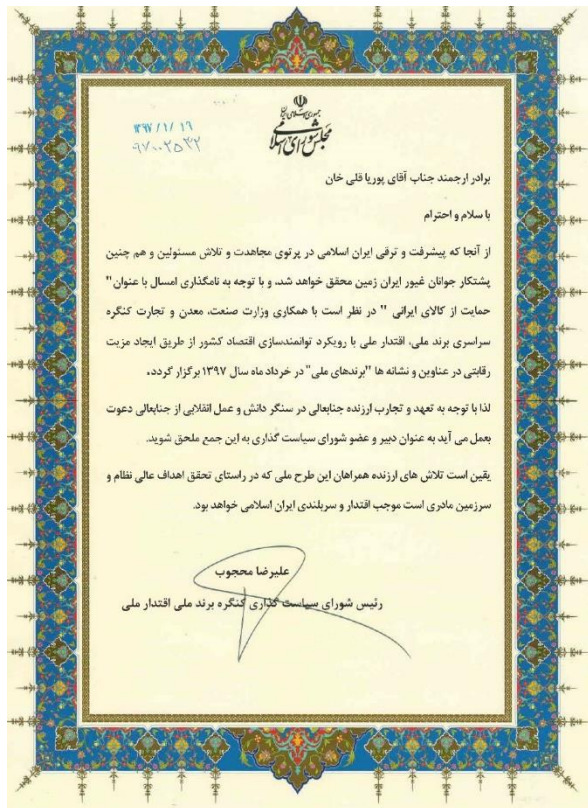 جمهوری اسلامی ایران
مجلس شورای اسلامی
۱۳۹۷/۱/۱۹
برادر ارجمند جناب آقای پوریا قلی خان
با سلام و احترام
از آنجا که پیشرفت و ترقی ایران اسلامی در پرتوی مجاهدت و تلاش مسئولین و هم چنین
پشتکار جوانان غیور ایران زمین محقق خواهد شد، و با توجه به نامگذاری امسال با عنوان "
حمایت از کالای ایرانی " در نظر است با همکاری وزارت صنعت، معدن و تجارت کنگره
سراسری برند ملی، اقتدار ملی با رویکرد توانمندسازی اقتصاد کشور از طریق ایجاد مزیت
رقابتی در عناوین و نشانه ها "برندهای ملی" در خرداد ماه سال ۱۳۹۷ برگزار گردد.
لذا با توجه به تعهد و تجارب ارزنده جنابعالی در سنگر دانش و عمل انقلابی از جنابعالی دعوت
بعمل می آید به عنوان دبیر و عضو شورای سیاست گذاری به این جمع ملحق شوید.
یقین است تلاش های ارزنده همراهان این طرح ملی که در راستای تحقق اهداف عالی نظام و
سرزمین مادری است موجب اقتدار و سربلندی ایران اسلامی خواهد بود.
علیرضا محجوب
رئیس شورای سیاست گذاری کنگره برند ملی اقتدار ملی